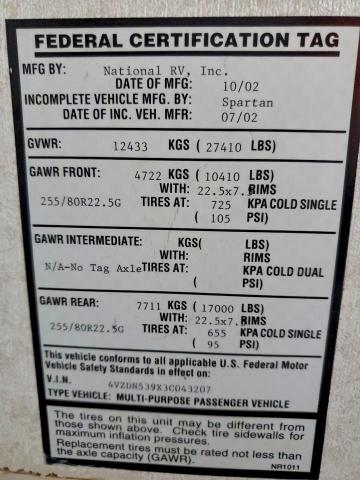 FEDERAL CERTIFICATION TAG
MFG BY: National RV, Inc.
DATE OF MFG: 10/02
INCOMPLETE VEHICLE MFG. BY: Spartan
DATE OF INC. VEH. MFR: 07/02
GVWR: 12433 KGS ( 27410 LBS)
GAWR FRONT: 4722 KGS ( 10410 LBS)
WITH: 22.5x7.5 RIMS
255/80R22.5G TIRES AT: 725 KPA COLD SINGLE
( 105 PSI)
GAWR INTERMEDIATE: KGS( LBS)
WITH: RIMS
N/A-No Tag Axle TIRES AT: KPA COLD DUAL
( PSI)
GAWR REAR: 7711 KGS ( 17000 LBS)
WITH: 22.5x7.5 RIMS
255/80R22.5G TIRES AT: 655 KPA COLD SINGLE
( 95 PSI)
This vehicle conforms to all applicable U.S. Federal Motor
Vehicle Safety Standards in effect on:
V.I.N. 4VZDN539X3C043207
TYPE VEHICLE: MULTI-PURPOSE PASSENGER VEHICLE
The tires on this unit may be different from
those shown above. Check tire sidewalls for
maximum inflation pressures.
Replacement tires must be rated not less than
the axle capacity (GAWR). NR1011